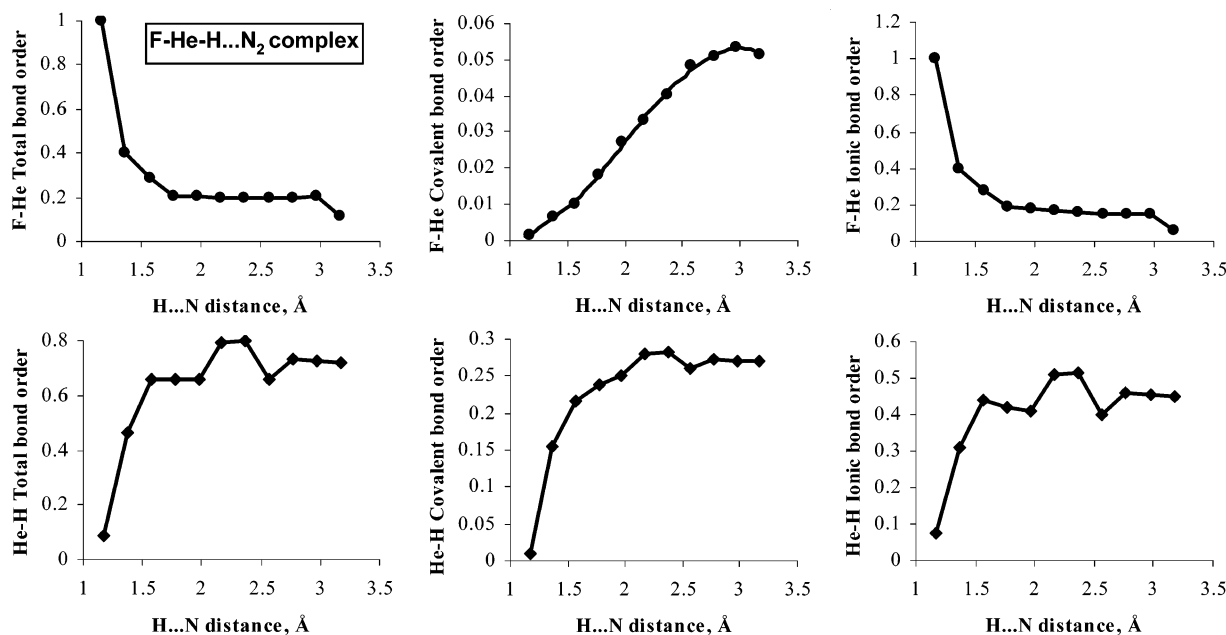 F-He-H...N2 complex
F-He Total bond order
1
0.8
0.6
0.4
0.2
0
1 1.5 2 2.5 3 3.5
H...N distance, Å
F-He Covalent bond order
0.06
0.05
0.04
0.03
0.02
0.01
0
1 1.5 2 2.5 3 3.5
H...N distance, Å
F-He Ionic bond order
1.2
1
0.8
0.6
0.4
0.2
0
1 1.5 2 2.5 3 3.5
H...N distance, Å
He-H Total bond order
0.8
0.6
0.4
0.2
0
1 1.5 2 2.5 3 3.5
H...N distance, Å
He-H Covalent bond order
0.3
0.25
0.2
0.15
0.1
0.05
0
1 1.5 2 2.5 3 3.5
H...N distance, Å
He-H Ionic bond order
0.6
0.5
0.4
0.3
0.2
0.1
0
1 1.5 2 2.5 3 3.5
H...N distance, Å